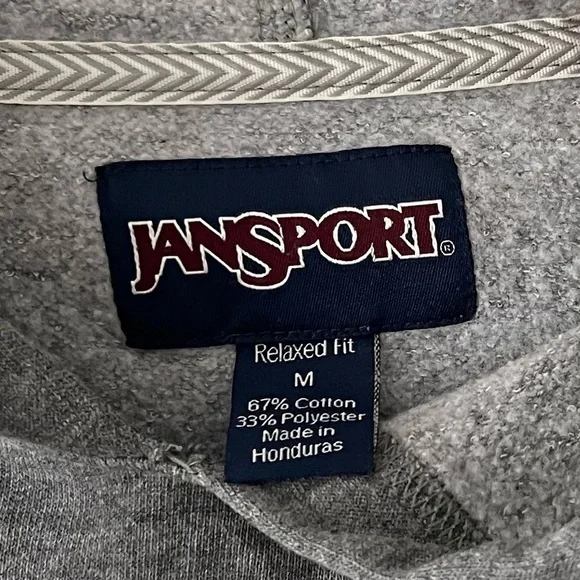 JANSPORT®
Relaxed Fit
M
67% Cotton
33% Polyester
Made in
Honduras